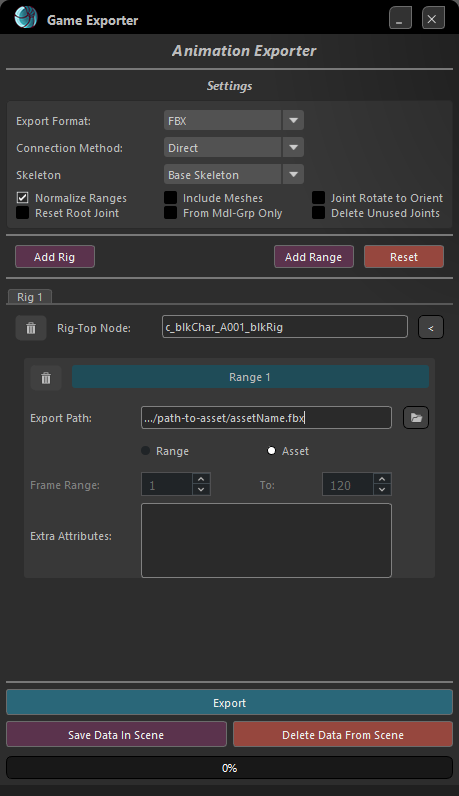 Game Exporter
Animation Exporter
Settings
Export Format: FBX
Connection Method: Direct
Skeleton Base Skeleton
Normalize Ranges Include Meshes Joint Rotate to Orient
Reset Root Joint From Mdl-Grp Only Delete Unused Joints
Add Rig Add Range Reset
Rig 1
Rig-Top Node: c_blkChar_A001_blkRig <
Range 1
Export Path: .../path-to-asset/assetName.fbx
Range Asset
Frame Range: 1 To: 120
Extra Attributes:
Export
Save Data In Scene Delete Data From Scene
0%